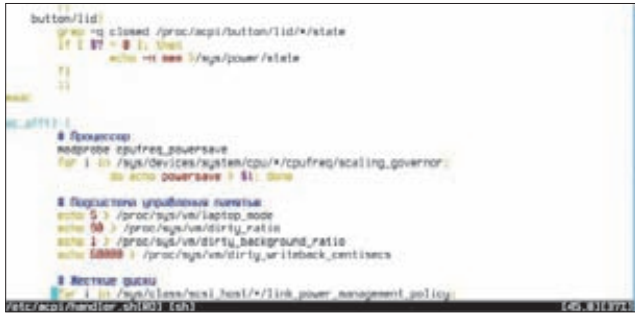 button/lid)
grep -q closed /proc/acpi/button/lid/*/state
if [ $? = 0 ]; then
echo -n mem >/sys/power/state
fi
;;
esac
ac_off() {
# Процессор
modprobe cpufreq_powersave
for i in /sys/devices/system/cpu/*/cpufreq/scaling_governor;
do echo powersave > $i; done
# Подсистема управления памятью
echo 5 > /proc/sys/vm/laptop_mode
echo /proc/sys/vm/dirty_ratio
echo 1 > /proc/sys/vm/dirty_background_ratio
echo > /proc/sys/vm/dirty_writeback_centisecs
# Жесткие диски
for i in /sys/class/scsi_host/*/link_power_management_policy;
/etc/acpi/handler.sh[RO] [sh]